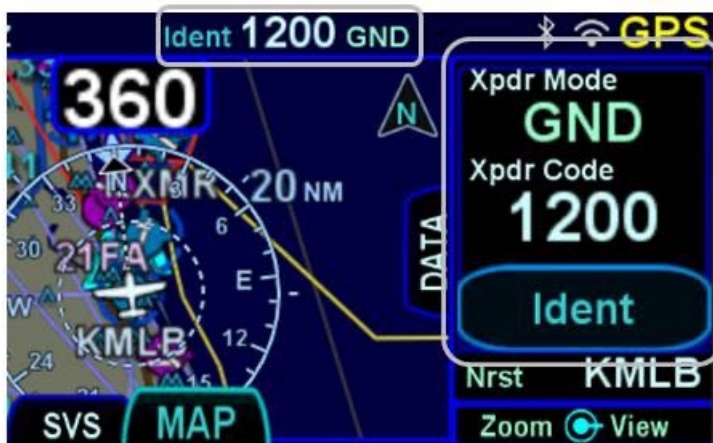 Ident 1200 GND
GPS
360
N
Xpdr Mode
GND
Xpdr Code
1200
Ident
Nrst KMLB
Zoom View
DATA
20 NM
XMR
N
3
33
6
30
21FA
E
W
KMLB
12
24
15
SVS
MAP